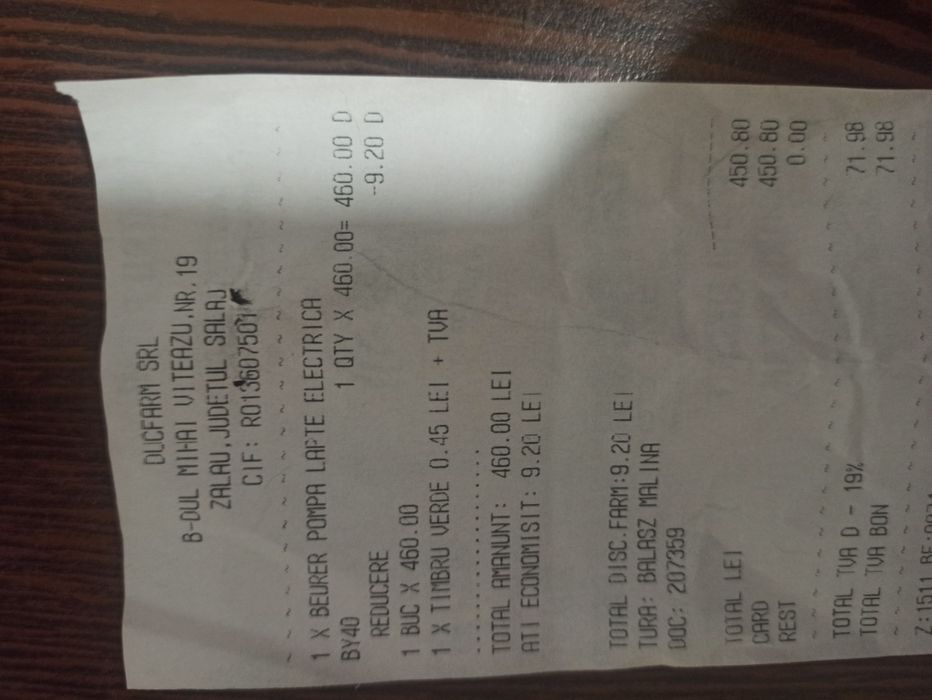 DUCFARM SRL
B-DUL MIHAI VITEAZU,NR.19
ZALAU,JUDETUL SALAJ
CIF: RO13607501
~ ~ ~ ~ ~ ~ ~ ~ ~ ~ ~ ~ ~ ~ ~ ~
1 X BEURER POMPA LAPTE ELECTRICA
BY40 1 QTY X 460.00= 460.00 D
REDUCERE -9.20 D
1 BUC X 460.00
1 X TIMBRU VERDE 0.45 LEI + TVA
....................
TOTAL AMANUNT: 460.00 LEI
ATI ECONOMISIT: 9.20 LEI
TOTAL DISC.FARM:9.20 LEI
TURA: BALASZ MALINA
DOC: 207359
TOTAL LEI 450.80
CARD 450.80
REST 0.00
~ ~ ~ ~ ~ ~ ~ ~ ~ ~ ~ ~ ~ ~ ~ ~
TOTAL TVA D - 19% 71.98
TOTAL TVA BON 71.98
~ ~ ~ ~ ~ ~ ~ ~ ~ ~ ~ ~ ~ ~ ~ ~
Z:1511